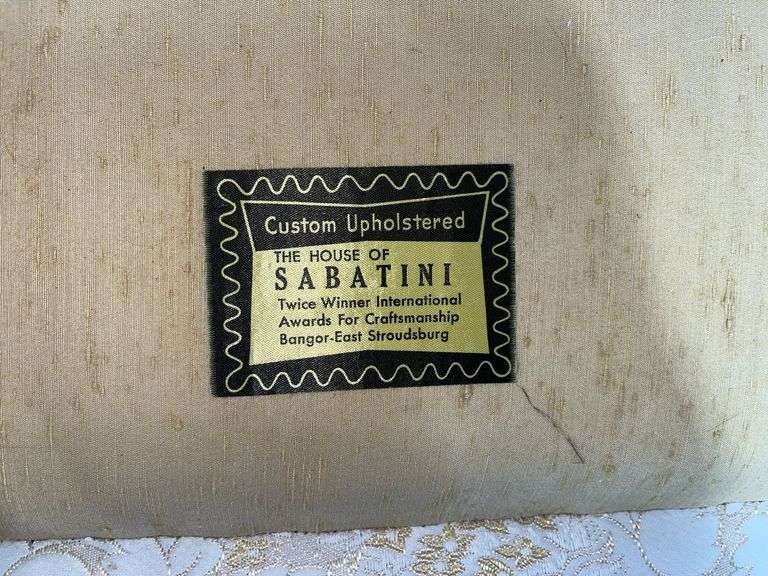 Custom Upholstered
THE HOUSE OF
SABATINI
Twice Winner International
Awards For Craftsmanship
Bangor-East Stroudsburg